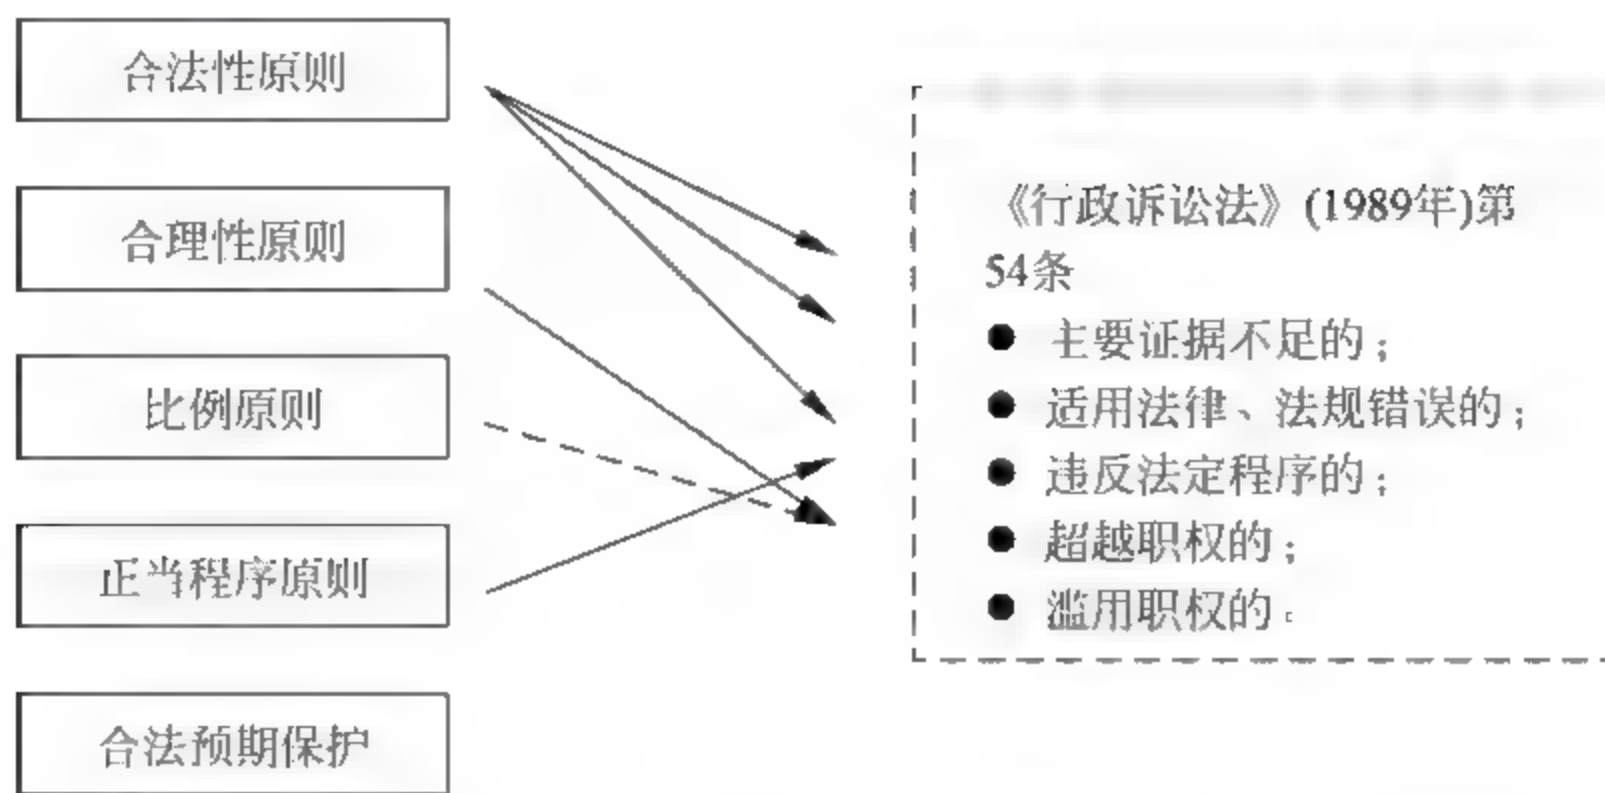 合法性原则
合理性原则
比例原则
正当程序原则
合法预期保护
《行政诉讼法》(1989年)第
54条
● 主要证据不足的；
● 适用法律、法规错误的；
● 违反法定程序的；
● 超越职权的；
● 滥用职权的。